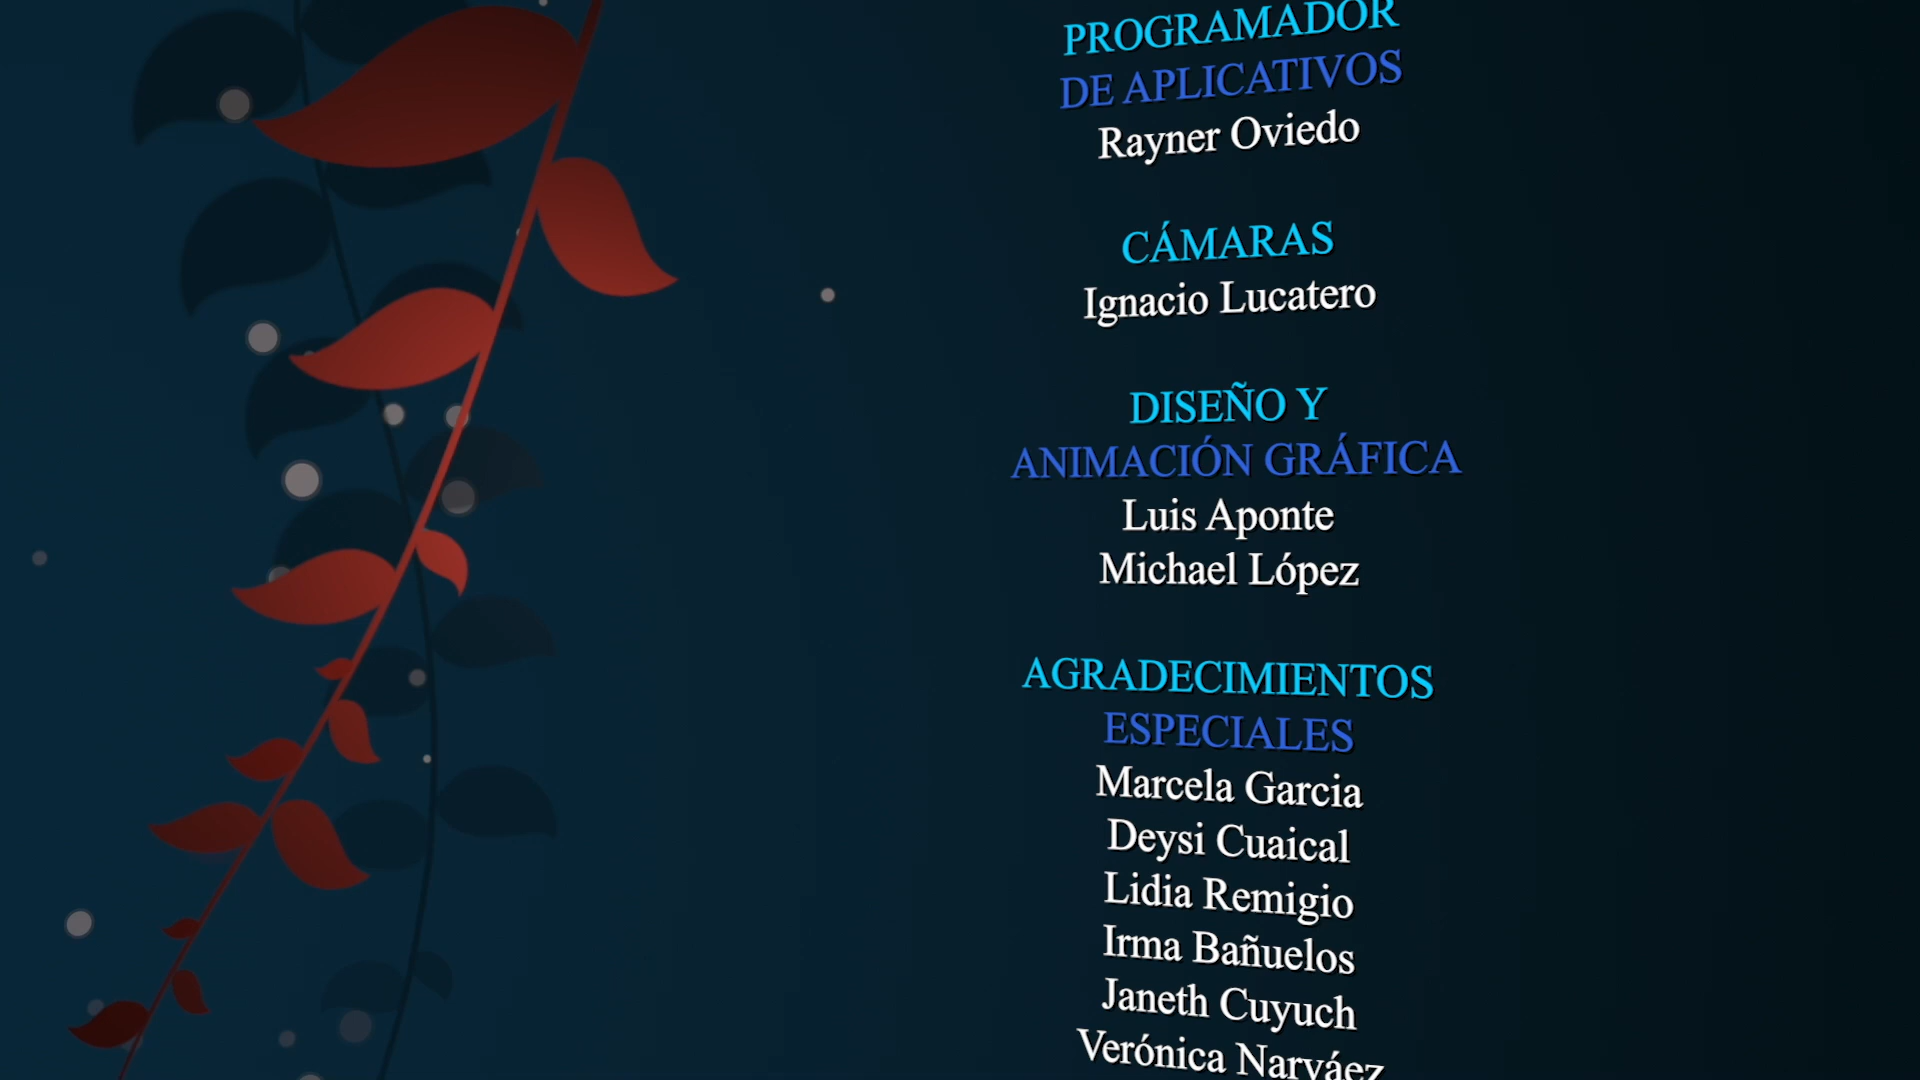 PROGRAMADOR
DE APLICATIVOS
Rayner Oviedo
CÁMARAS
Ignacio Lucatero
DISEÑO Y
ANIMACIÓN GRÁFICA
Luis Aponte
Michael López
AGRADECIMIENTOS
ESPECIALES
Marcela Garcia
Deysi Cuaical
Lidia Remigio
Irma Bañuelos
Janeth Cuyuch
Verónica Narváez